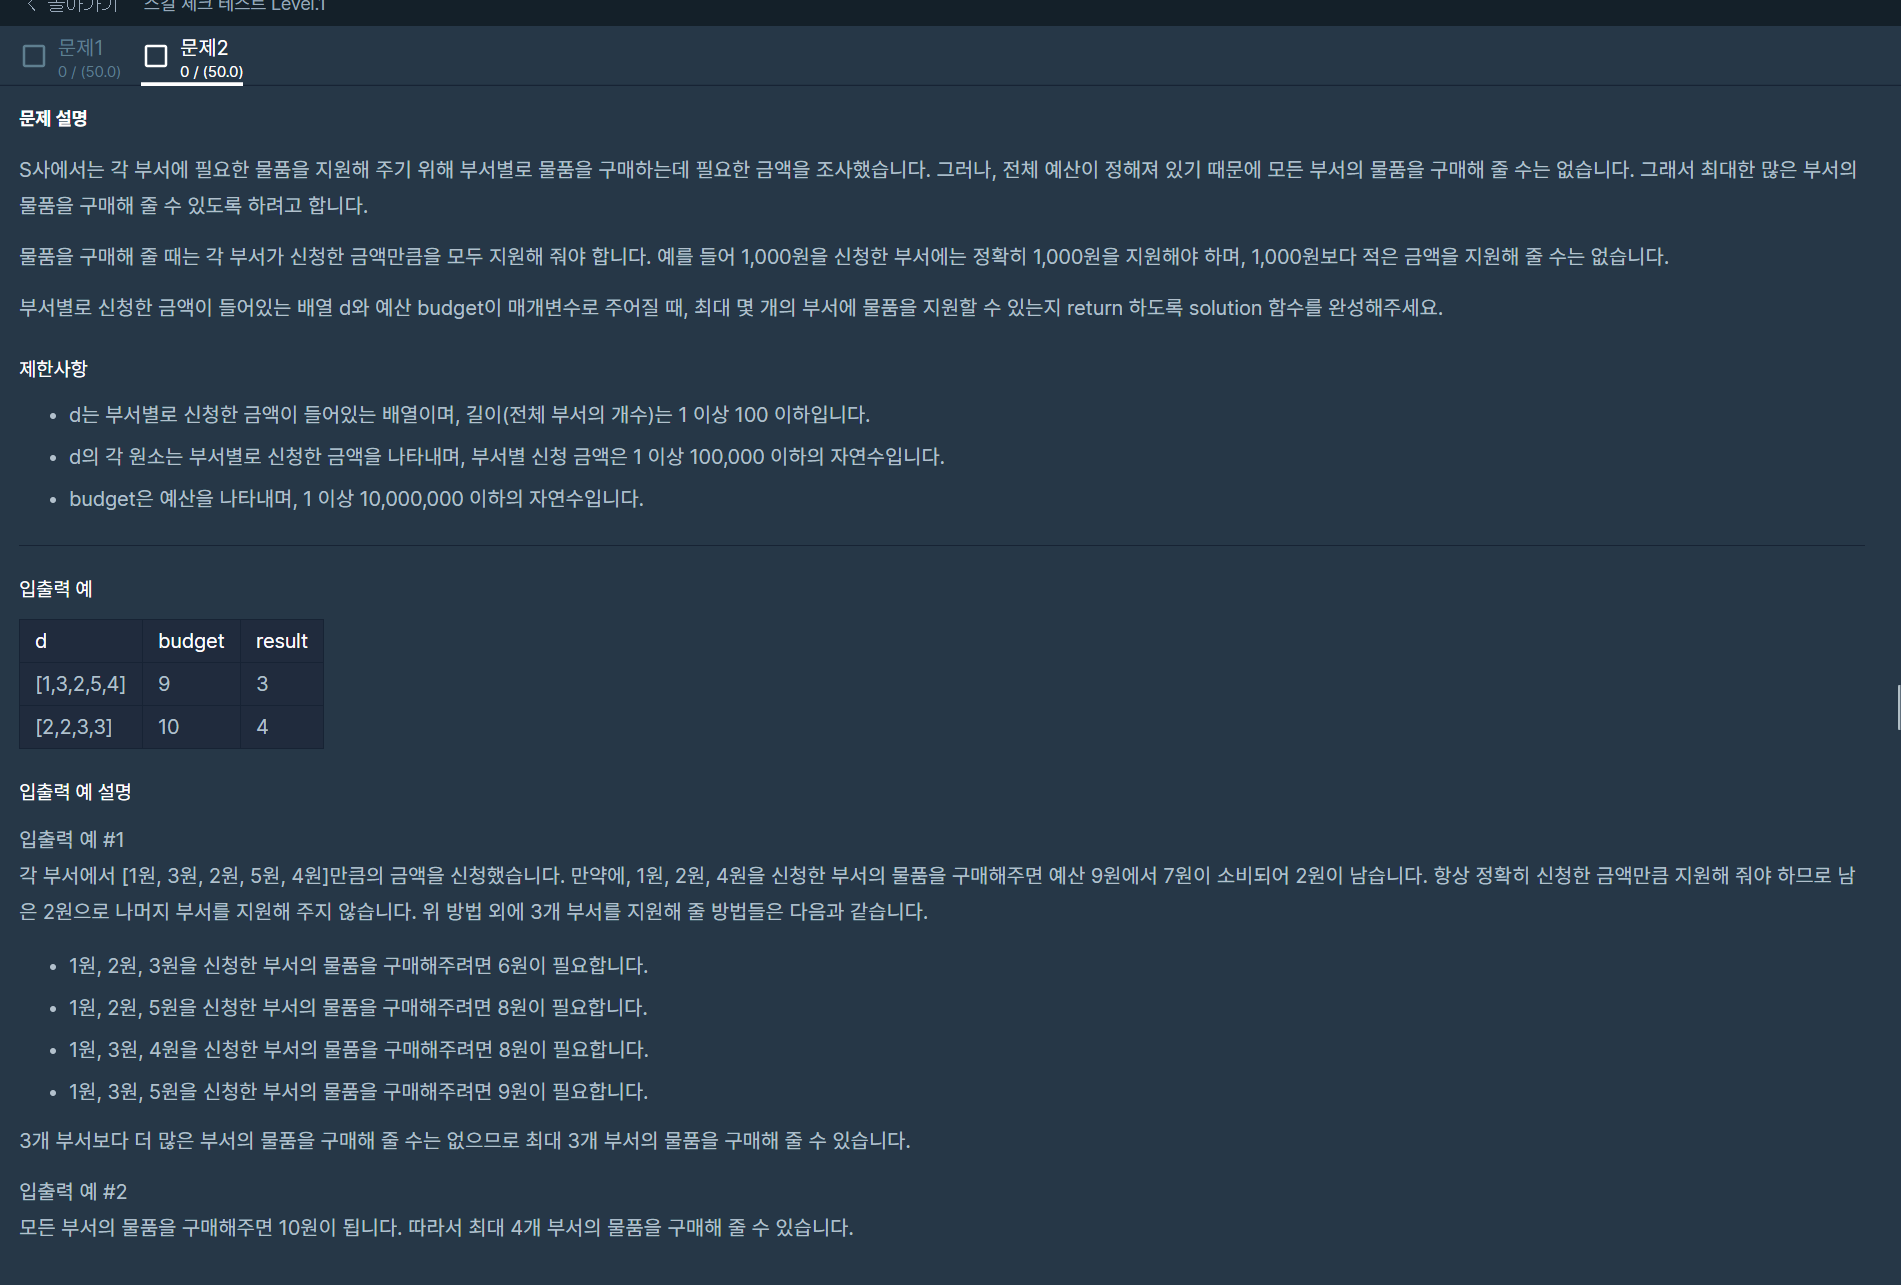 스킬 체크 테스트 Level.1
문제1
0 / (50.0)
문제2
0 / (50.0)
문제 설명
S사에서는 각 부서에 필요한 물품을 지원해 주기 위해 부서별로 물품을 구매하는데 필요한 금액을 조사했습니다. 그러나, 전체 예산이 정해져 있기 때문에 모든 부서의 물품을 구매해 줄 수는 없습니다. 그래서 최대한 많은 부서의
물품을 구매해 줄 수 있도록 하려고 합니다.
물품을 구매해 줄 때는 각 부서가 신청한 금액만큼을 모두 지원해 줘야 합니다. 예를 들어 1,000원을 신청한 부서에는 정확히 1,000원을 지원해야 하며, 1,000원보다 적은 금액을 지원해 줄 수는 없습니다.
부서별로 신청한 금액이 들어있는 배열 d와 예산 budget이 매개변수로 주어질 때, 최대 몇 개의 부서에 물품을 지원할 수 있는지 return 하도록 solution 함수를 완성해주세요.
제한사항
• d는 부서별로 신청한 금액이 들어있는 배열이며, 길이(전체 부서의 개수)는 1 이상 100 이하입니다.
• d의 각 원소는 부서별로 신청한 금액을 나타내며, 부서별 신청 금액은 1 이상 100,000 이하의 자연수입니다.
• budget은 예산을 나타내며, 1 이상 10,000,000 이하의 자연수입니다.
입출력 예
d budget result
[1,3,2,5,4] 9 3
[2,2,3,3] 10 4
입출력 예 설명
입출력 예 #1
각 부서에서 [1원, 3원, 2원, 5원, 4원]만큼의 금액을 신청했습니다. 만약에, 1원, 2원, 4원을 신청한 부서의 물품을 구매해주면 예산 9원에서 7원이 소비되어 2원이 남습니다. 항상 정확히 신청한 금액만큼 지원해 줘야 하므로 남
은 2원으로 나머지 부서를 지원해 주지 않습니다. 위 방법 외에 3개 부서를 지원해 줄 방법들은 다음과 같습니다.
• 1원, 2원, 3원을 신청한 부서의 물품을 구매해주려면 6원이 필요합니다.
• 1원, 2원, 5원을 신청한 부서의 물품을 구매해주려면 8원이 필요합니다.
• 1원, 3원, 4원을 신청한 부서의 물품을 구매해주려면 8원이 필요합니다.
• 1원, 3원, 5원을 신청한 부서의 물품을 구매해주려면 9원이 필요합니다.
3개 부서보다 더 많은 부서의 물품을 구매해 줄 수는 없으므로 최대 3개 부서의 물품을 구매해 줄 수 있습니다.
입출력 예 #2
모든 부서의 물품을 구매해주면 10원이 됩니다. 따라서 최대 4개 부서의 물품을 구매해 줄 수 있습니다.